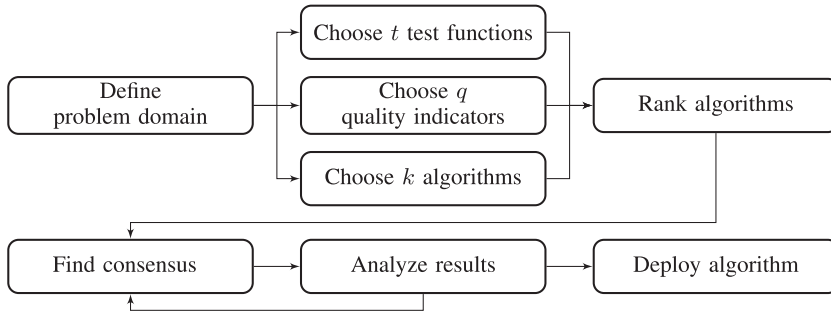 Choose t test functions
Define
problem domain
Choose q
quality indicators
Rank algorithms
Choose k algorithms
Find consensus
Analyze results
Deploy algorithm